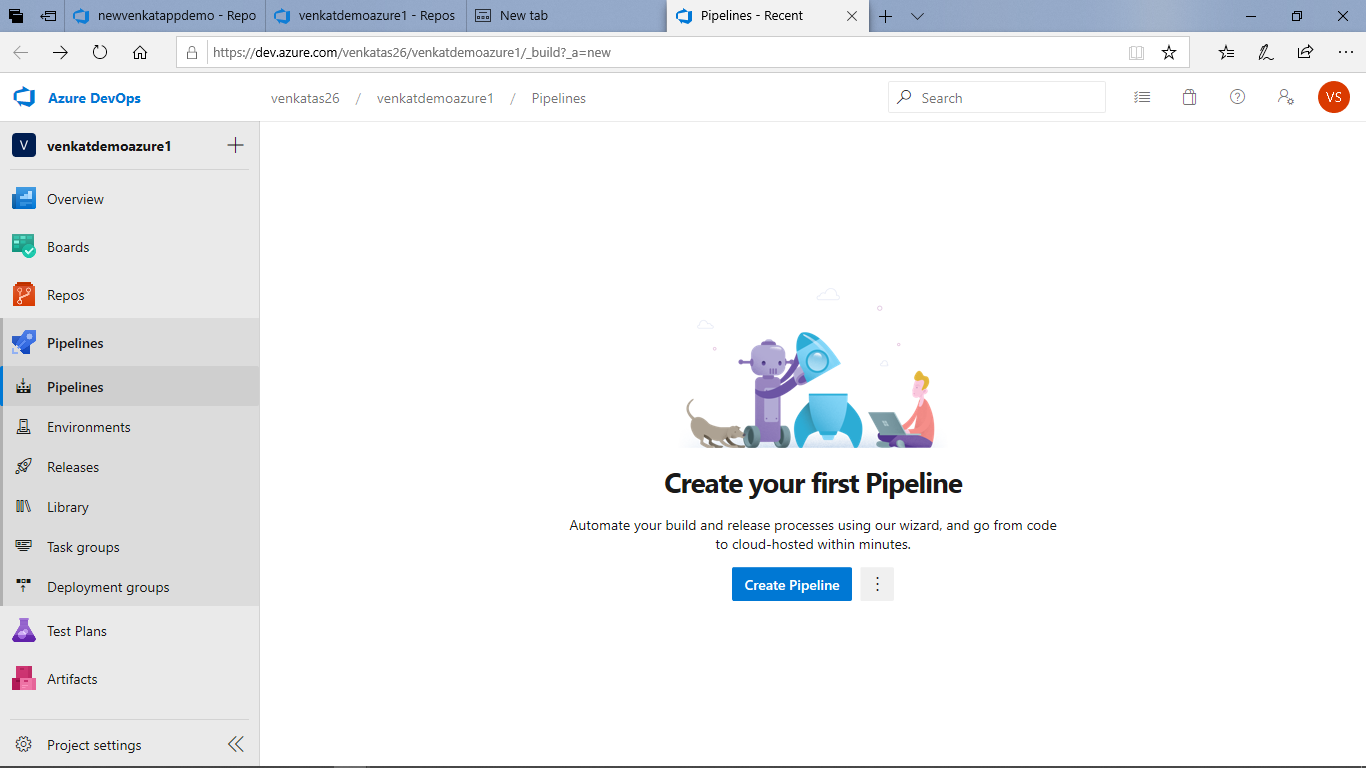 newvenkatappdemo - Repo
venkatdemoazure1 - Repos
New tab
Pipelines - Recent
https://dev.azure.com/venkatas26/venkatdemoazure1/_build?_a=new
Azure DevOps
venkatas26 / venkatdemoazure1 / Pipelines
Search
VS
V venkatdemoazure1
Overview
Boards
Repos
Pipelines
Pipelines
Environments
Releases
Library
Task groups
Deployment groups
Test Plans
Artifacts
Project settings
Create your first Pipeline
Automate your build and release processes using our wizard, and go from code
to cloud-hosted within minutes.
Create Pipeline